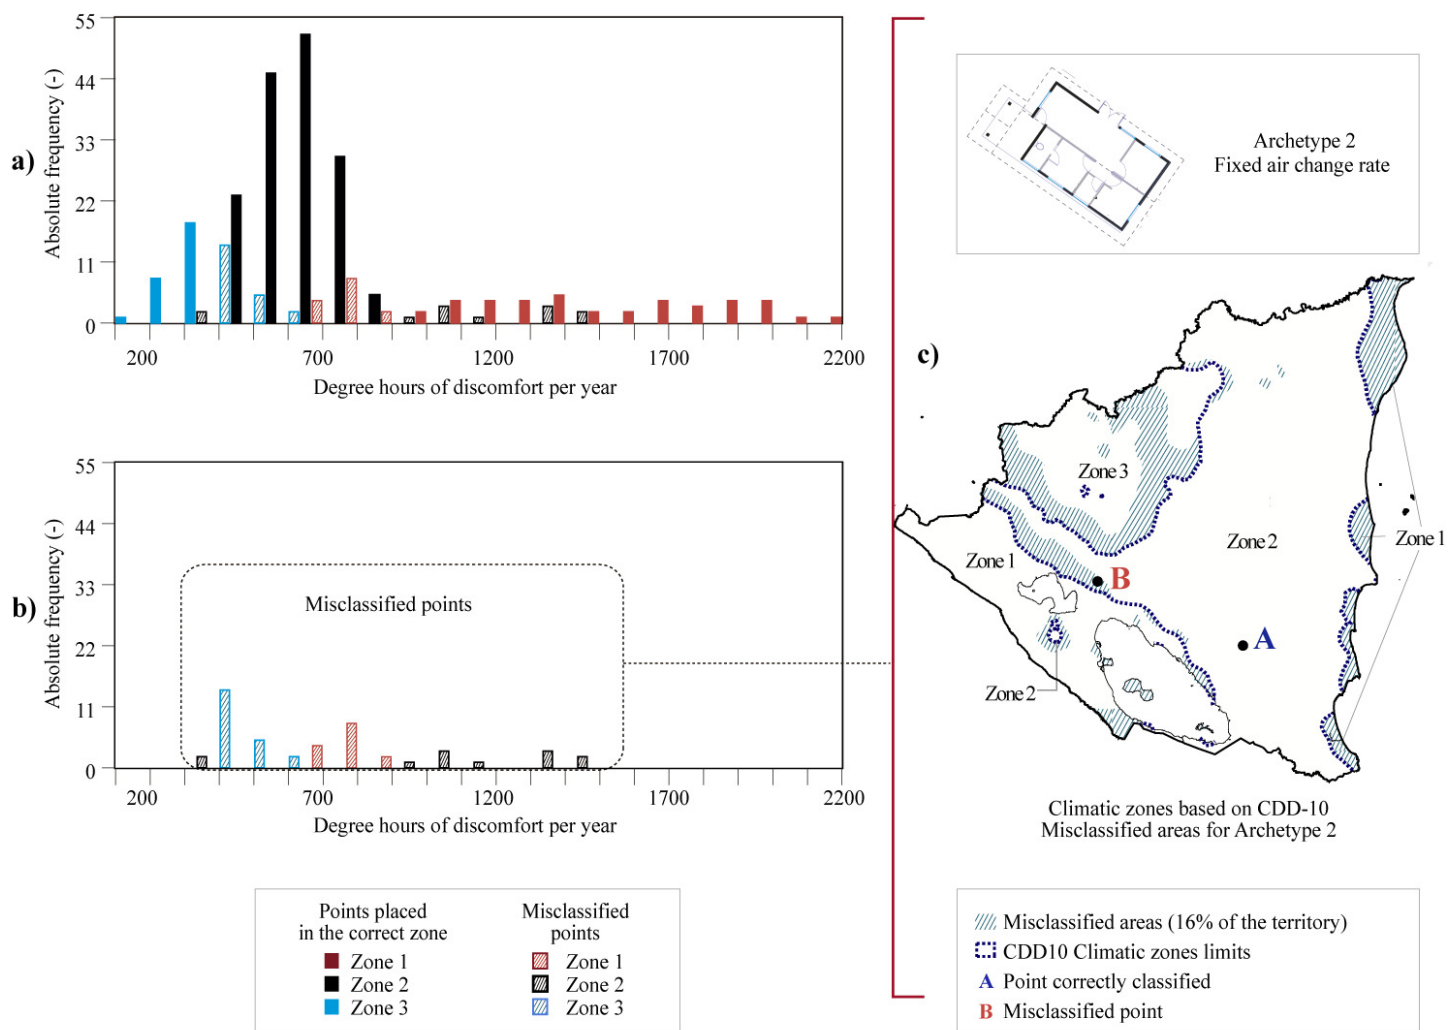 a)
Absolute frequency (-)
55
44
33
22
11
0
200 700 1200 1700 2200
Degree hours of discomfort per year
b)
Absolute frequency (-)
55
44
33
22
11
0
Misclassified points
200 700 1200 1700 2200
Degree hours of discomfort per year
Points placed
in the correct zone
Zone 1
Zone 2
Zone 3
Misclassified
points
Zone 1
Zone 2
Zone 3
c)
Archetype 2
Fixed air change rate
Zone 3
Zone 2
Zone 1
Zone 1
B
A
Zone 2
Climatic zones based on CDD-10
Misclassified areas for Archetype 2
Misclassified areas (16% of the territory)
CDD10 Climatic zones limits
A Point correctly classified
B Misclassified point